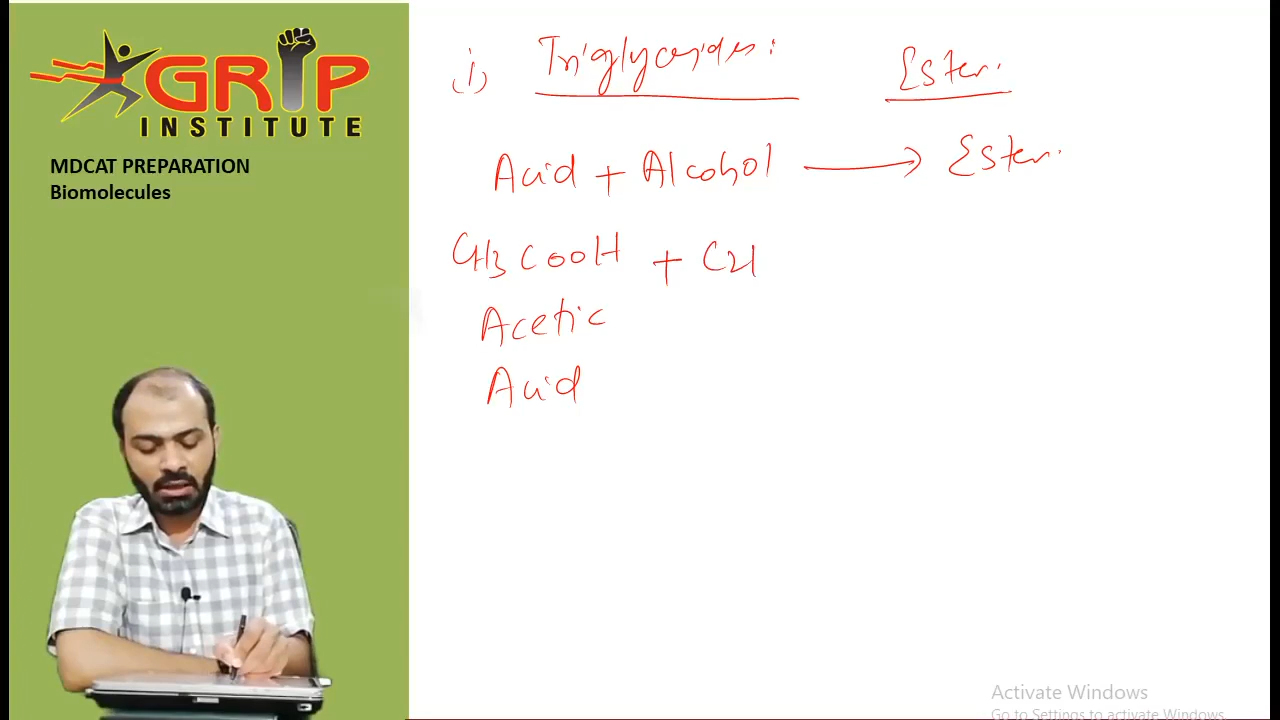 GRIP
INSTITUTE
MDCAT PREPARATION
Biomolecules
(i) Triglycerides: Ester.
Acid + Alcohol → Ester.
CH3COOH + C2H
Acetic
Acid
Activate Windows
Go to Settings to activate Windows.